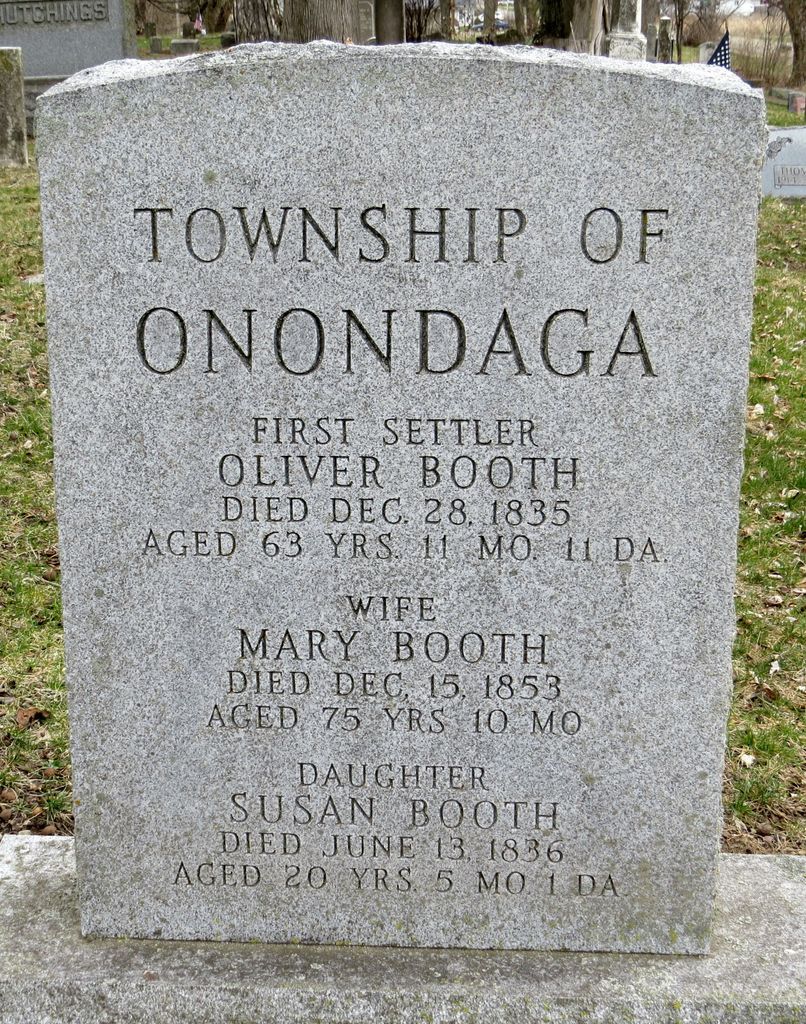 HUTCHINGS
TOWNSHIP OF
ONONDAGA
FIRST SETTLER
OLIVER BOOTH
DIED DEC. 28, 1835
AGED 63 YRS. 11 MO. 11 DA.
WIFE
MARY BOOTH
DIED DEC, 15, 1853
AGED 75 YRS 10 MO
DAUGHTER
SUSAN BOOTH
DIED JUNE 13, 1836
AGED 20 YRS. 5 MO 1 DA